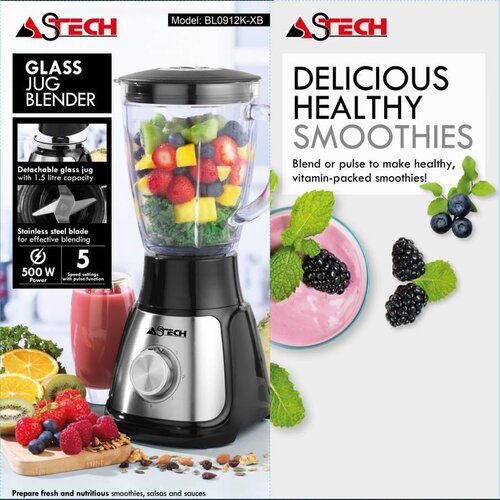 ASTECH
Model: BL0912K-XB
GLASS
JUG
BLENDER
Detachable glass jug
with 1.5 litre capacity
Stainless steel blade
for effective blending
500 W
Power
5
Speed settings
with pulse function
ASTECH
Prepare fresh and nutritious smoothies, salsas and sauces
ASTECH
DELICIOUS
HEALTHY
SMOOTHIES
Blend or pulse to make healthy,
vitamin-packed smoothies!